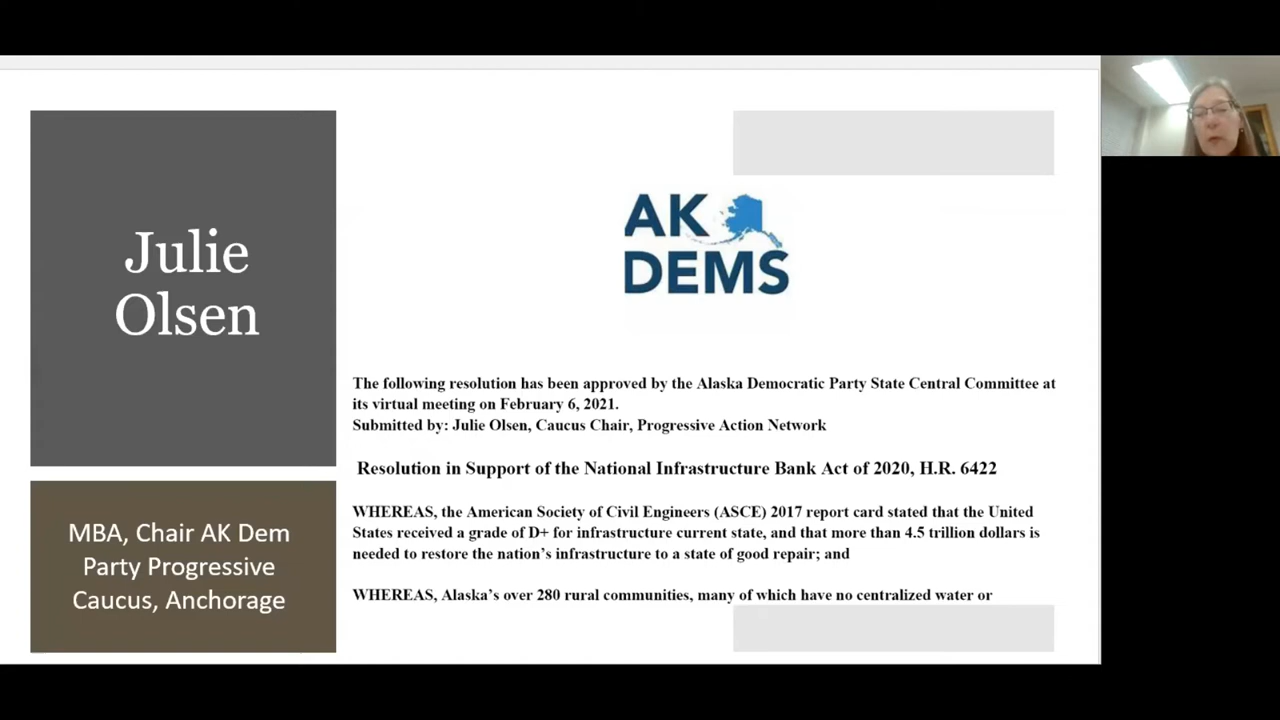 Julie
Olsen
MBA, Chair AK Dem
Party Progressive
Caucus, Anchorage
AK
DEMS
The following resolution has been approved by the Alaska Democratic Party State Central Committee at
its virtual meeting on February 6, 2021.
Submitted by: Julie Olsen, Caucus Chair, Progressive Action Network
Resolution in Support of the National Infrastructure Bank Act of 2020, H.R. 6422
WHEREAS, the American Society of Civil Engineers (ASCE) 2017 report card stated that the United
States received a grade of D+ for infrastructure current state, and that more than 4.5 trillion dollars is
needed to restore the nation's infrastructure to a state of good repair; and
WHEREAS, Alaska's over 280 rural communities, many of which have no centralized water or